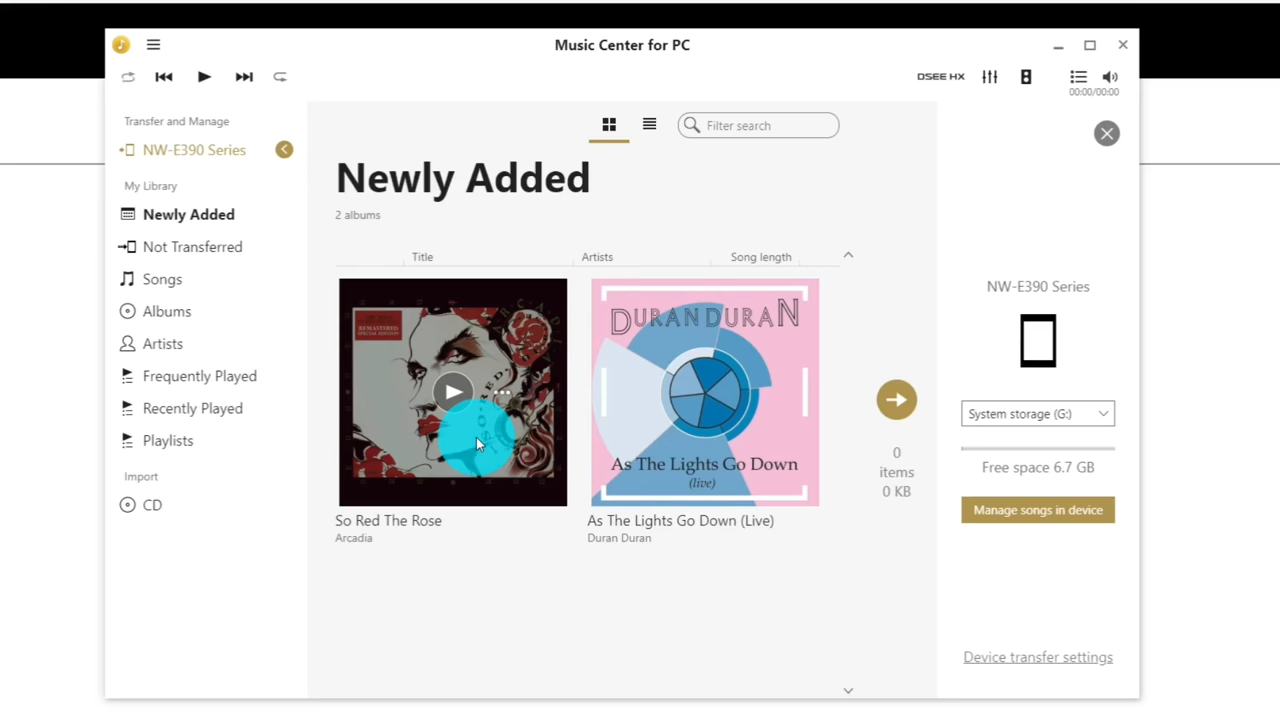 Music Center for PC
DSEE HX
00:00/00:00
Transfer and Manage
NW-E390 Series
My Library
Newly Added
Not Transferred
Songs
Albums
Artists
Frequently Played
Recently Played
Playlists
Import
CD
Filter search
Newly Added
2 albums
Title Artists Song length
REMASTERED
SPECIAL EDITION
DURAN DURAN
As The Lights Go Down
(live)
So Red The Rose
Arcadia
As The Lights Go Down (Live)
Duran Duran
0
items
0 KB
NW-E390 Series
System storage (G:)
Free space 6.7 GB
Manage songs in device
Device transfer settings